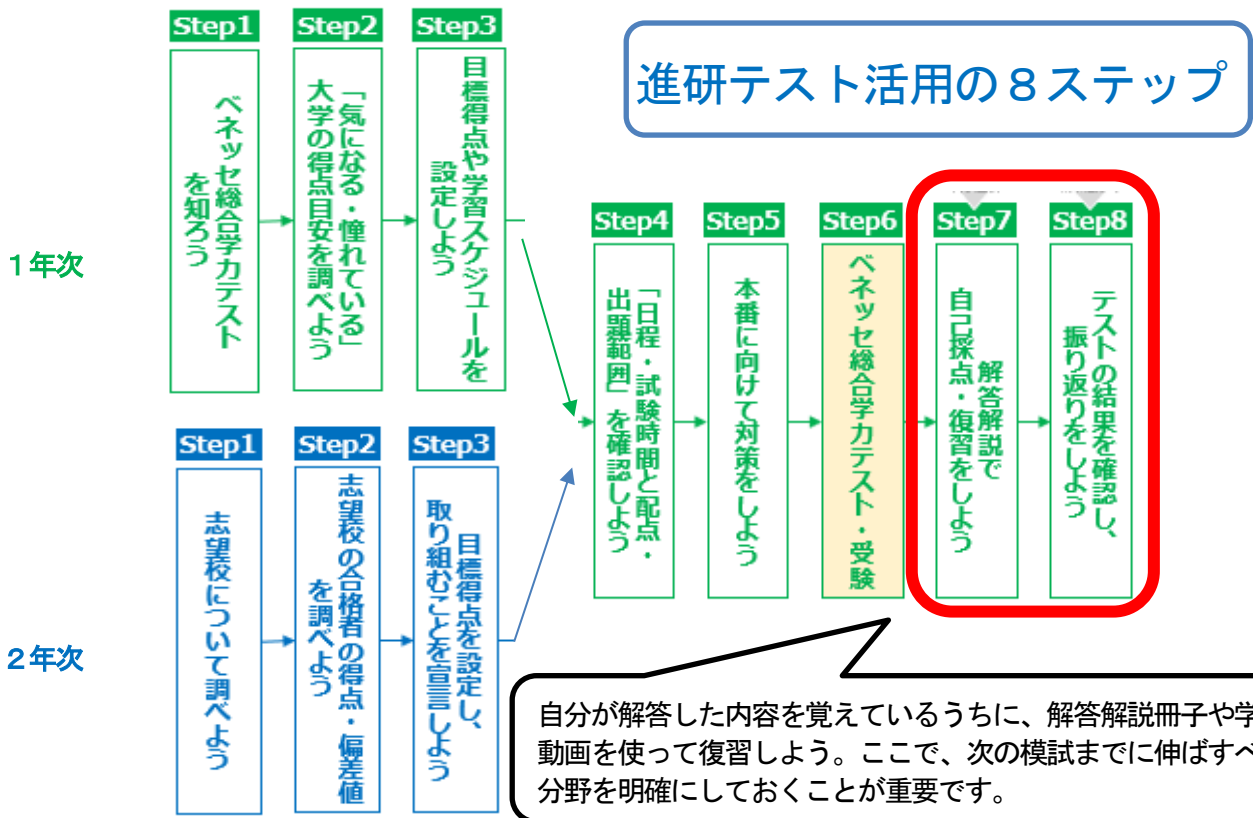 進研テスト活用の8ステップ
1年次
Step1
ベネッセ総合学力テスト
を知ろう
Step2
「気になる・憧れている」
大学の得点目安を調べよう
Step3
目標得点や学習スケジュールを
設定しよう
2年次
Step1
志望校について調べよう
Step2
志望校の合格者の得点・偏差値
を調べよう
Step3
目標得点を設定し、
取り組むことを宣言しよう
Step4
「日程・試験時間と配点・
出題範囲」を確認しよう
Step5
本番に向けて対策をしよう
Step6
ベネッセ総合学力テスト・受験
Step7
解答解説で
自己採点・復習をしよう
Step8
テストの結果を確認し、
振り返りをしよう
自分が解答した内容を覚えているうちに、解答解説冊子や学
動画を使って復習しよう。ここで、次の模試までに伸ばすべ
分野を明確にしておくことが重要です。